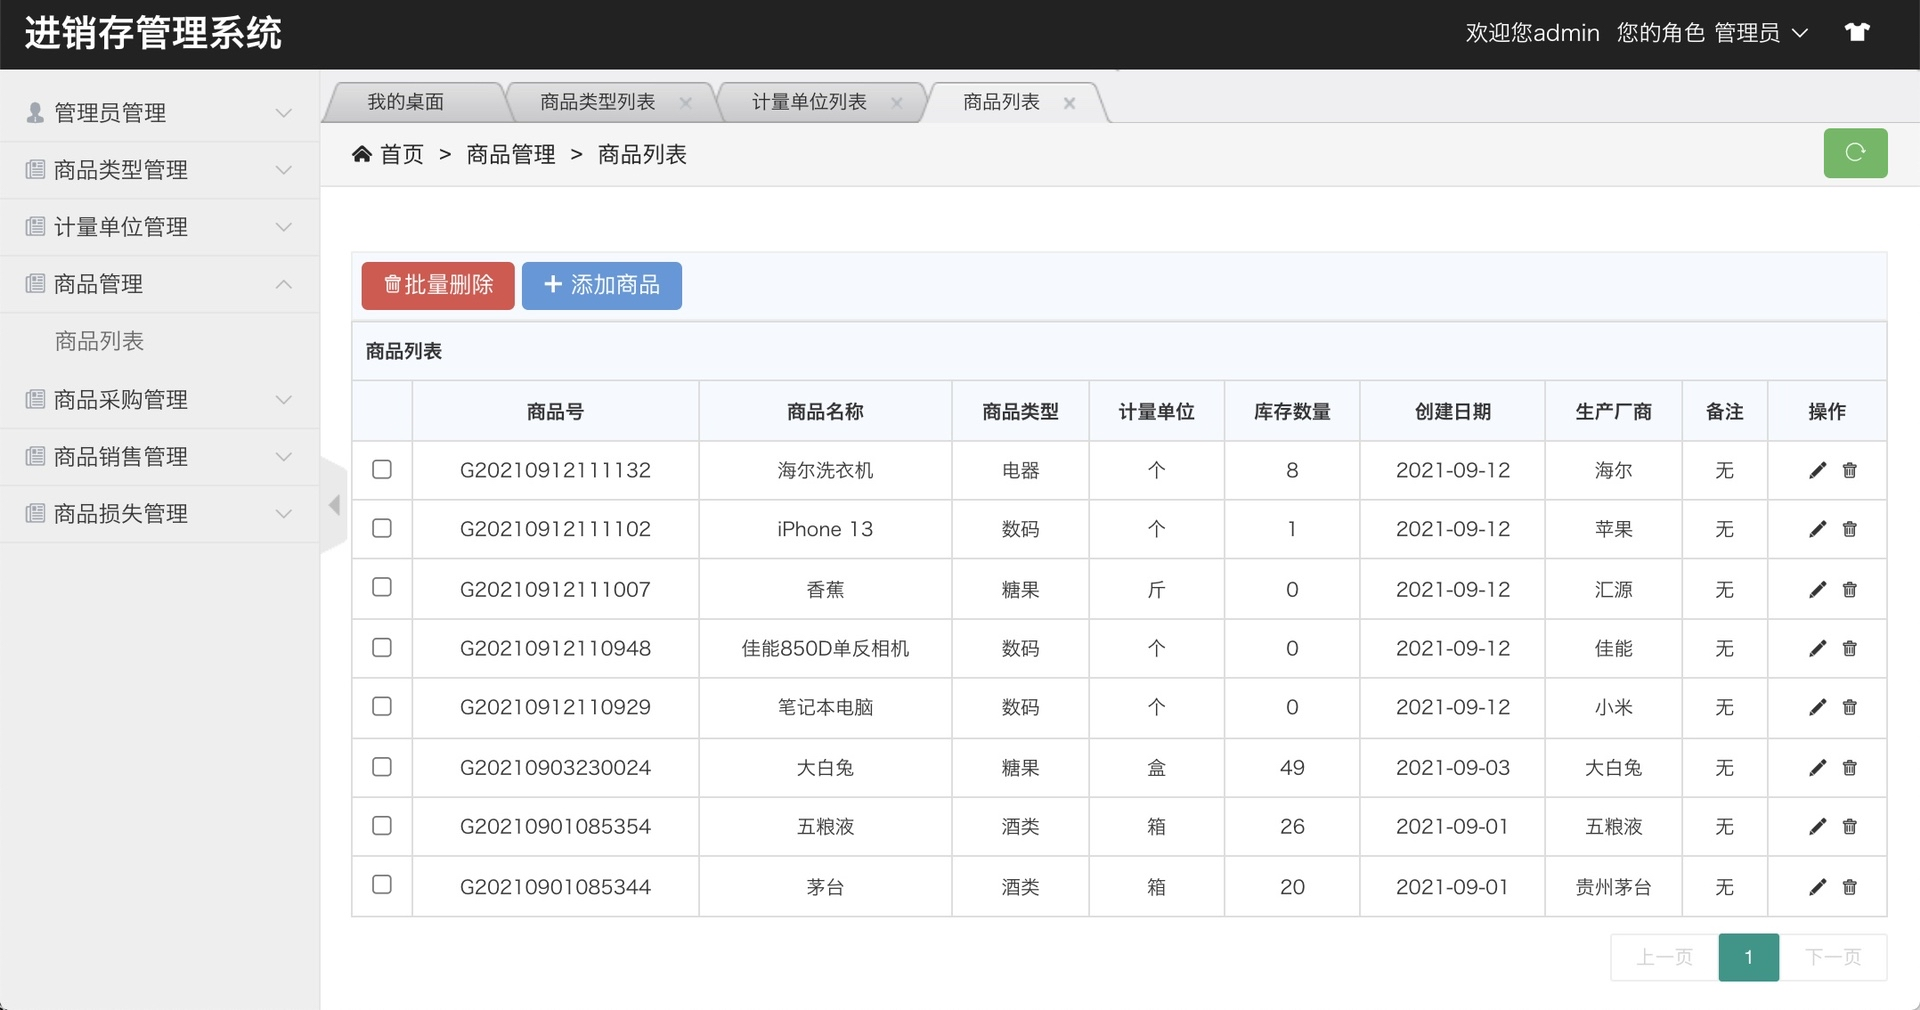 进销存管理系统
欢迎您admin 您的角色 管理员
管理员管理
商品类型管理
计量单位管理
商品管理
商品列表
商品采购管理
商品销售管理
商品损失管理
我的桌面 商品类型列表 计量单位列表 商品列表
首页 > 商品管理 > 商品列表
批量删除 + 添加商品
商品列表
商品号 商品名称 商品类型 计量单位 库存数量 创建日期 生产厂商 备注 操作
G20210912111132 海尔洗衣机 电器 个 8 2021-09-12 海尔 无
G20210912111102 iPhone 13 数码 个 1 2021-09-12 苹果 无
G20210912111007 香蕉 糖果 斤 0 2021-09-12 汇源 无
G20210912110948 佳能850D单反相机 数码 个 0 2021-09-12 佳能 无
G20210912110929 笔记本电脑 数码 个 0 2021-09-12 小米 无
G20210903230024 大白兔 糖果 盒 49 2021-09-03 大白兔 无
G20210901085354 五粮液 酒类 箱 26 2021-09-01 五粮液 无
G20210901085344 茅台 酒类 箱 20 2021-09-01 贵州茅台 无
上一页 1 下一页